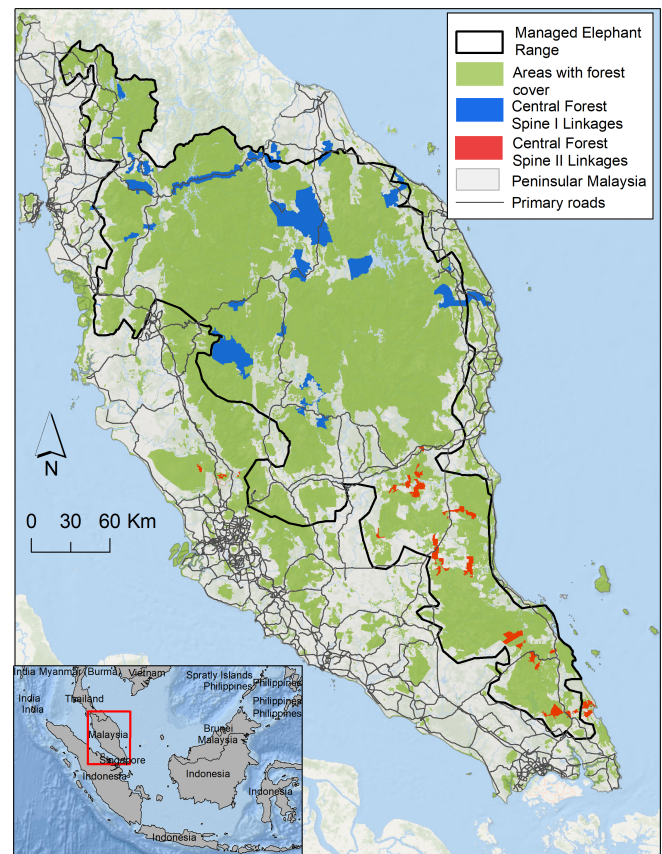 Managed Elephant
Range
Areas with forest
cover
Central Forest
Spine I Linkages
Central Forest
Spine II Linkages
Peninsular Malaysia
Primary roads
N
0 30 60 Km
India Myanmar (Burma) Vietnam
Spratly Islands
Philippines
Philippines
Thailand
India
India
Philippines
Philippines
Malaysia
Brunei
Malaysia
Singapore
Indonesia
Indonesia
Indonesia
Indonesia